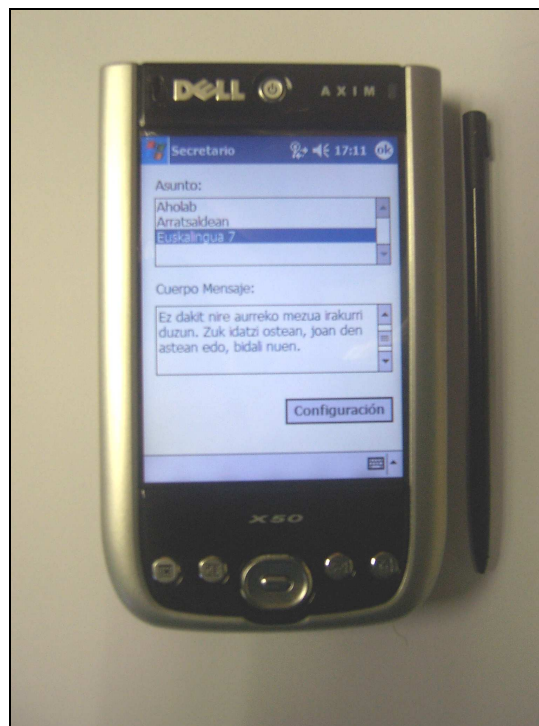 DELL AXIM
Secretario 17:11 ok
Asunto:
Aholab
Arratsaldean
Euskalingua 7
Cuerpo Mensaje:
Ez dakit nire aurreko mezua irakurri
duzun. Zuk idatzi ostean, joan den
astean edo, bidali nuen.
Configuración
X50